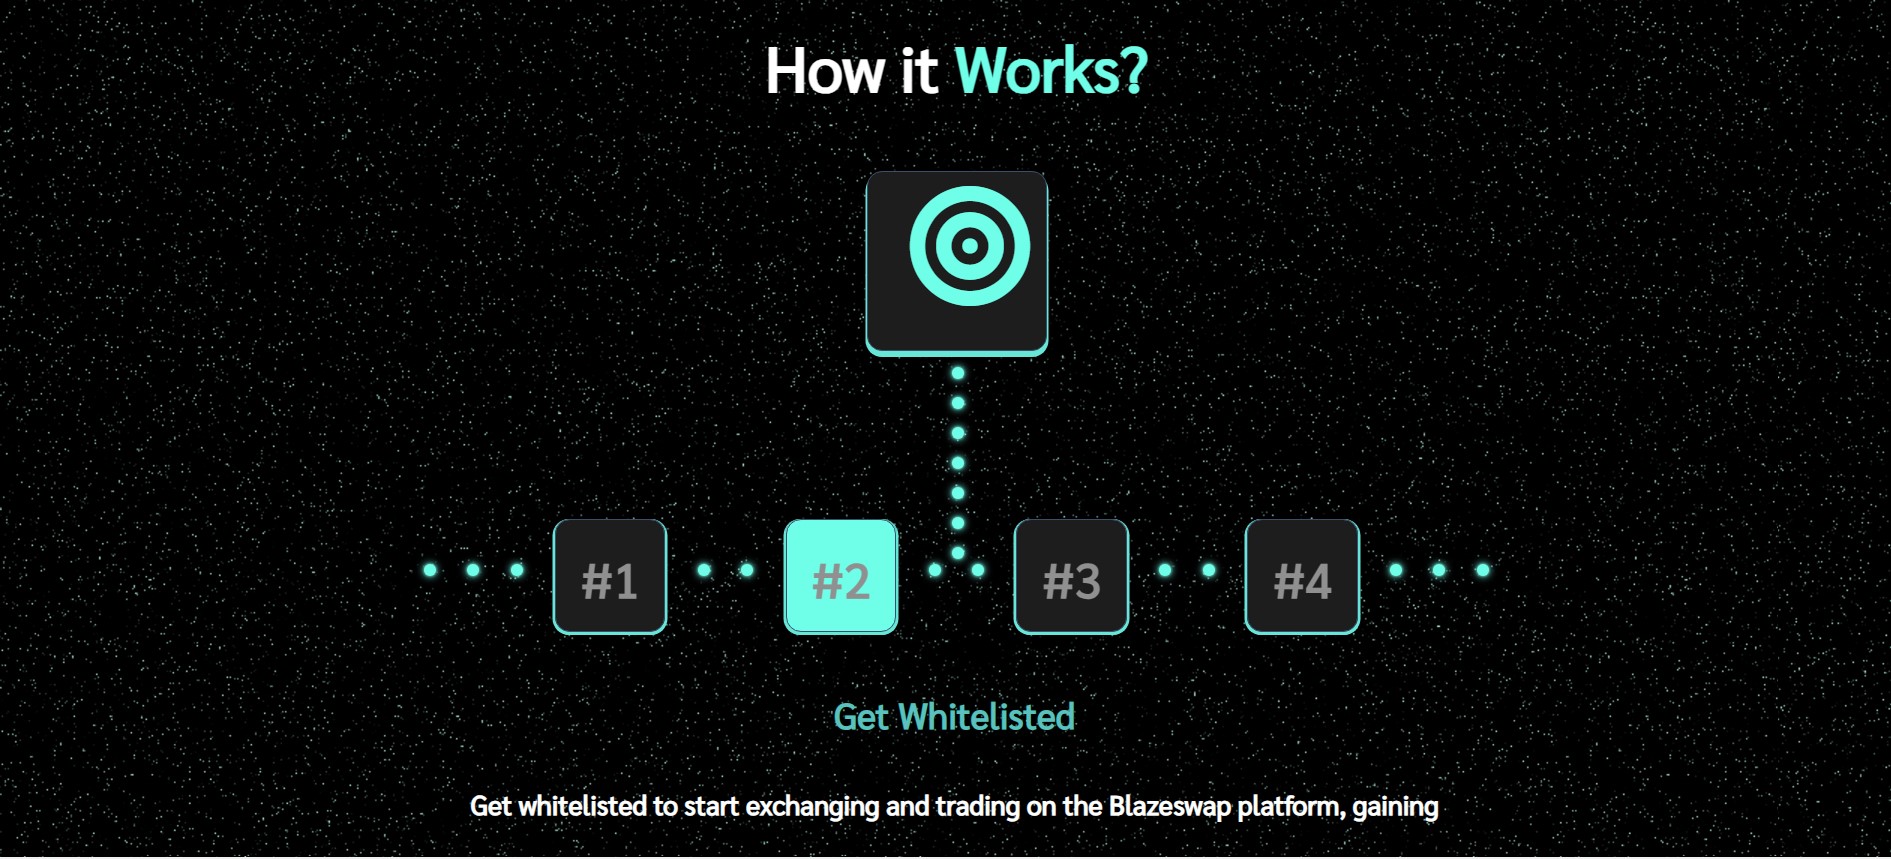 How it Works?
#1 #2 #3 #4
Get Whitelisted
Get whitelisted to start exchanging and trading on the Blazeswap platform, gaining